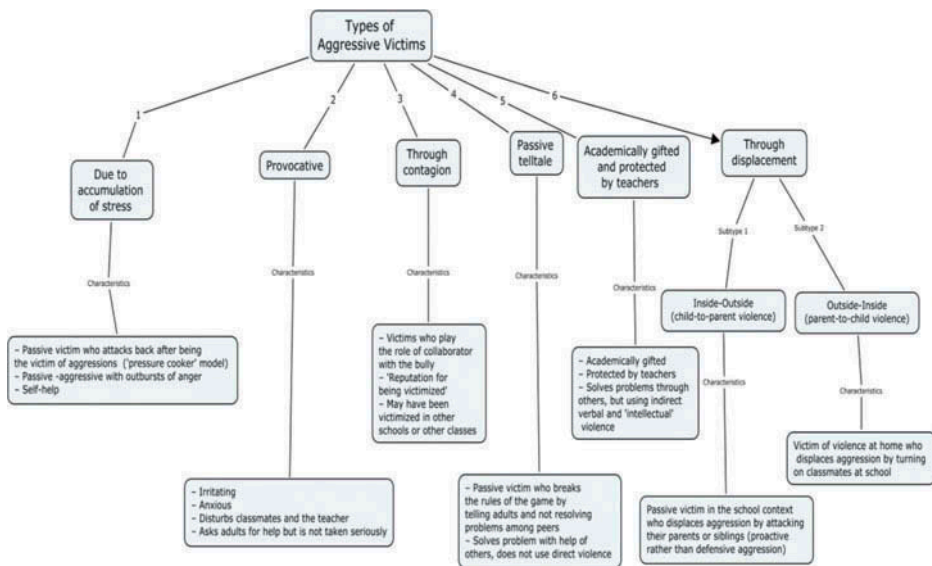 Types of
Aggressive Victims
1
2
3
4
5
6
Due to
accumulation
of stress
Provocative
Through
contagion
Passive
telltale
Academically gifted
and protected
by teachers
Through
displacement
Characteristics
Characteristics
Characteristics
Characteristics
Characteristics
Subtype 1
Subtype 2
Inside-Outside
(child-to-parent violence)
Outside-Inside
(parent-to-child violence)
Characteristics
Characteristics
– Passive victim who attacks back after being
the victim of aggressions ('pressure cooker' model)
– Passive -aggressive with outbursts of anger
– Self-help
– Irritating
– Anxious
– Disturbs classmates and the teacher
– Asks adults for help but is not taken seriously
– Victims who play
the role of collaborator
with the bully
– 'Reputation for
being victimized'
– May have been
victimized in other
schools or other classes
– Passive victim who breaks
the rules of the game by
telling adults and not resolving
problems among peers
– Solves problem with help of
others, does not use direct violence
– Academically gifted
– Protected by teachers
– Solves problems through
others, but using indirect
verbal and 'intellectual'
violence
Passive victim in the school context
who displaces aggression by attacking
their parents or siblings (proactive
rather than defensive aggression)
Victim of violence at home who
displaces aggression by turning
on classmates at school